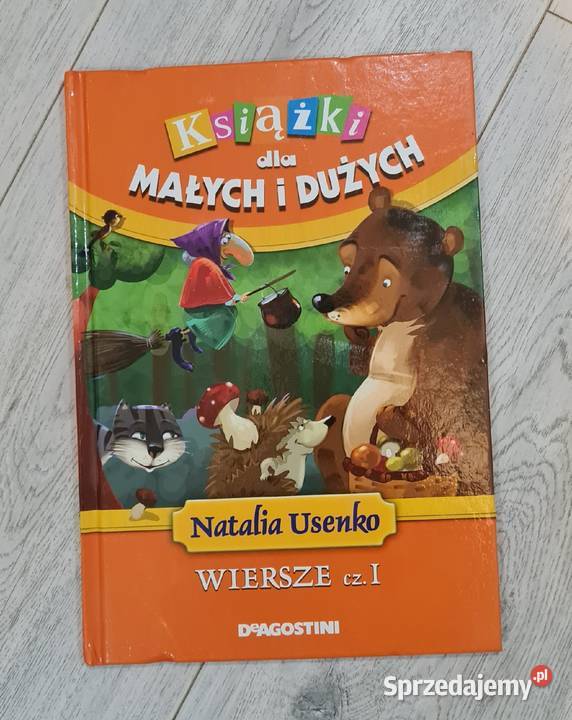 Książki
dla
MAŁYCH i DUŻYCH
Natalia Usenko
WIERSZE cz. I
DeAGOSTINI
Sprzedajemy.pl